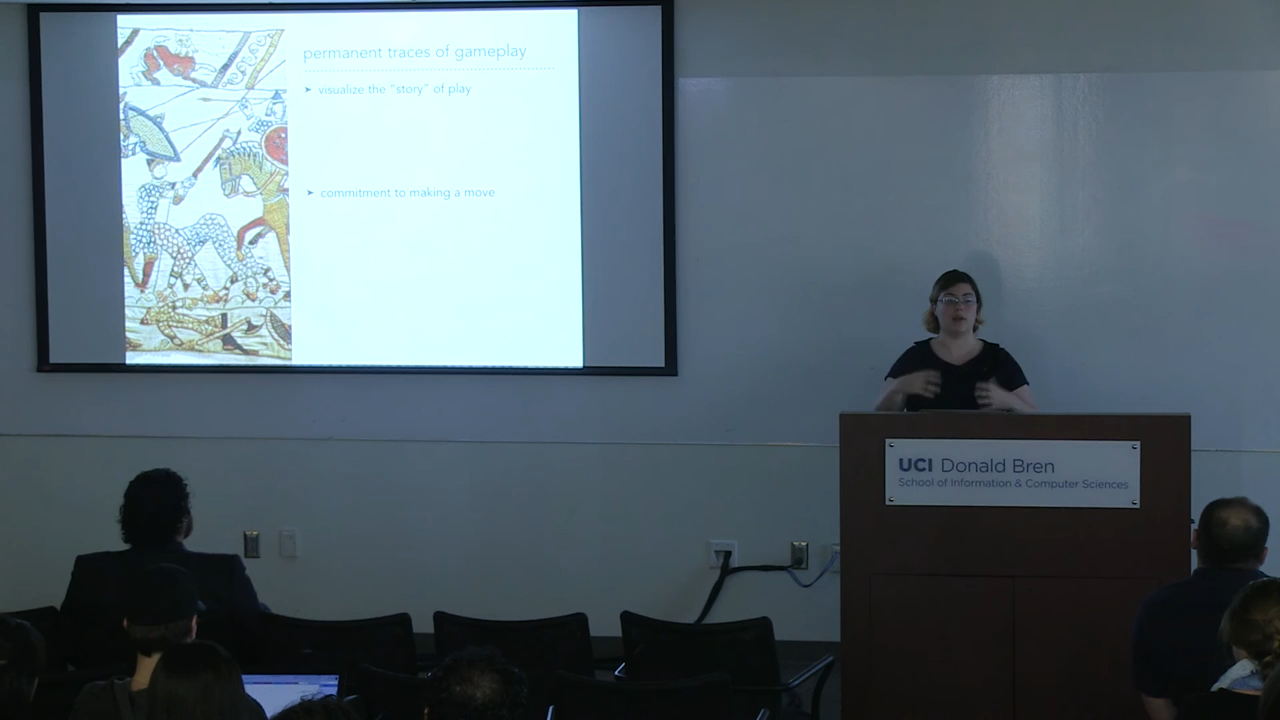 permanent traces of gameplay
➤ visualize the "story" of play
➤ commitment to making a move
UCI Donald Bren
School of Information & Computer Sciences